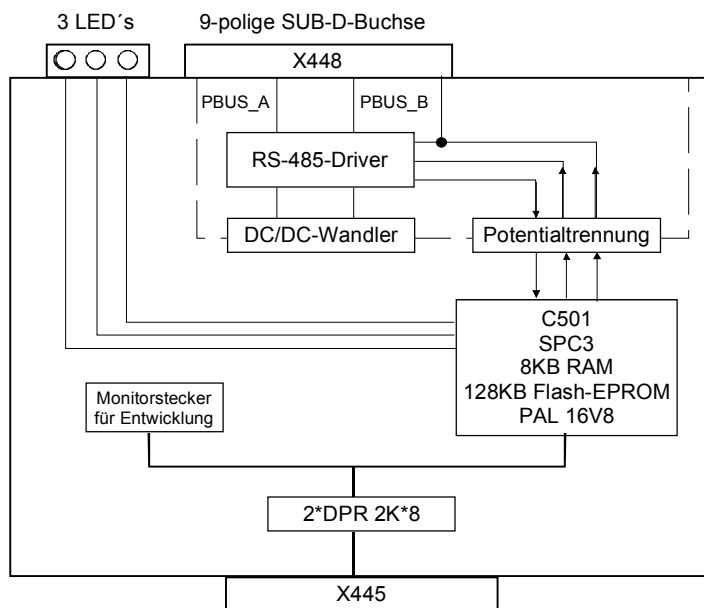 3 LED´s
9-polige SUB-D-Buchse
X448
PBUS_A
PBUS_B
RS-485-Driver
DC/DC-Wandler
Potentialtrennung
C501
SPC3
8KB RAM
128KB Flash-EPROM
PAL 16V8
Monitorstecker
für Entwicklung
2*DPR 2K*8
X445